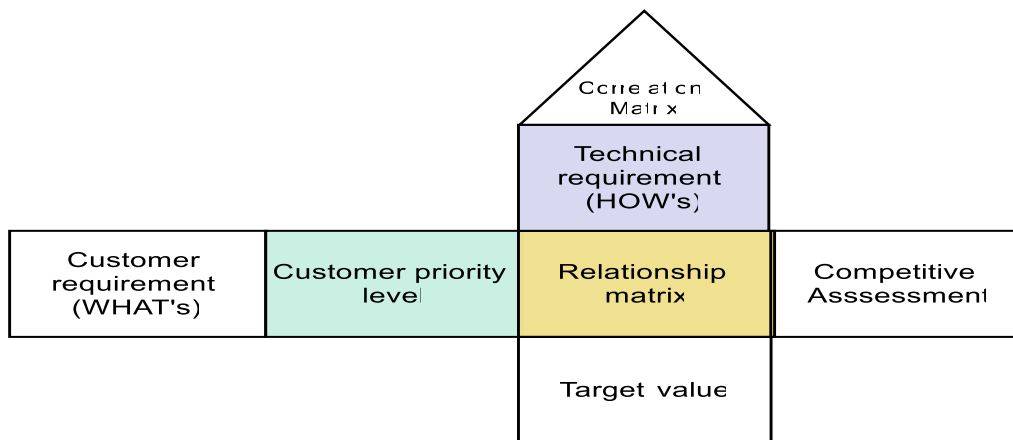 Correlation
Matrix
Technical
requirement
(HOW's)
Customer
requirement
(WHAT's)
Customer priority
level
Relationship
matrix
Competitive
Asssessment
Target value